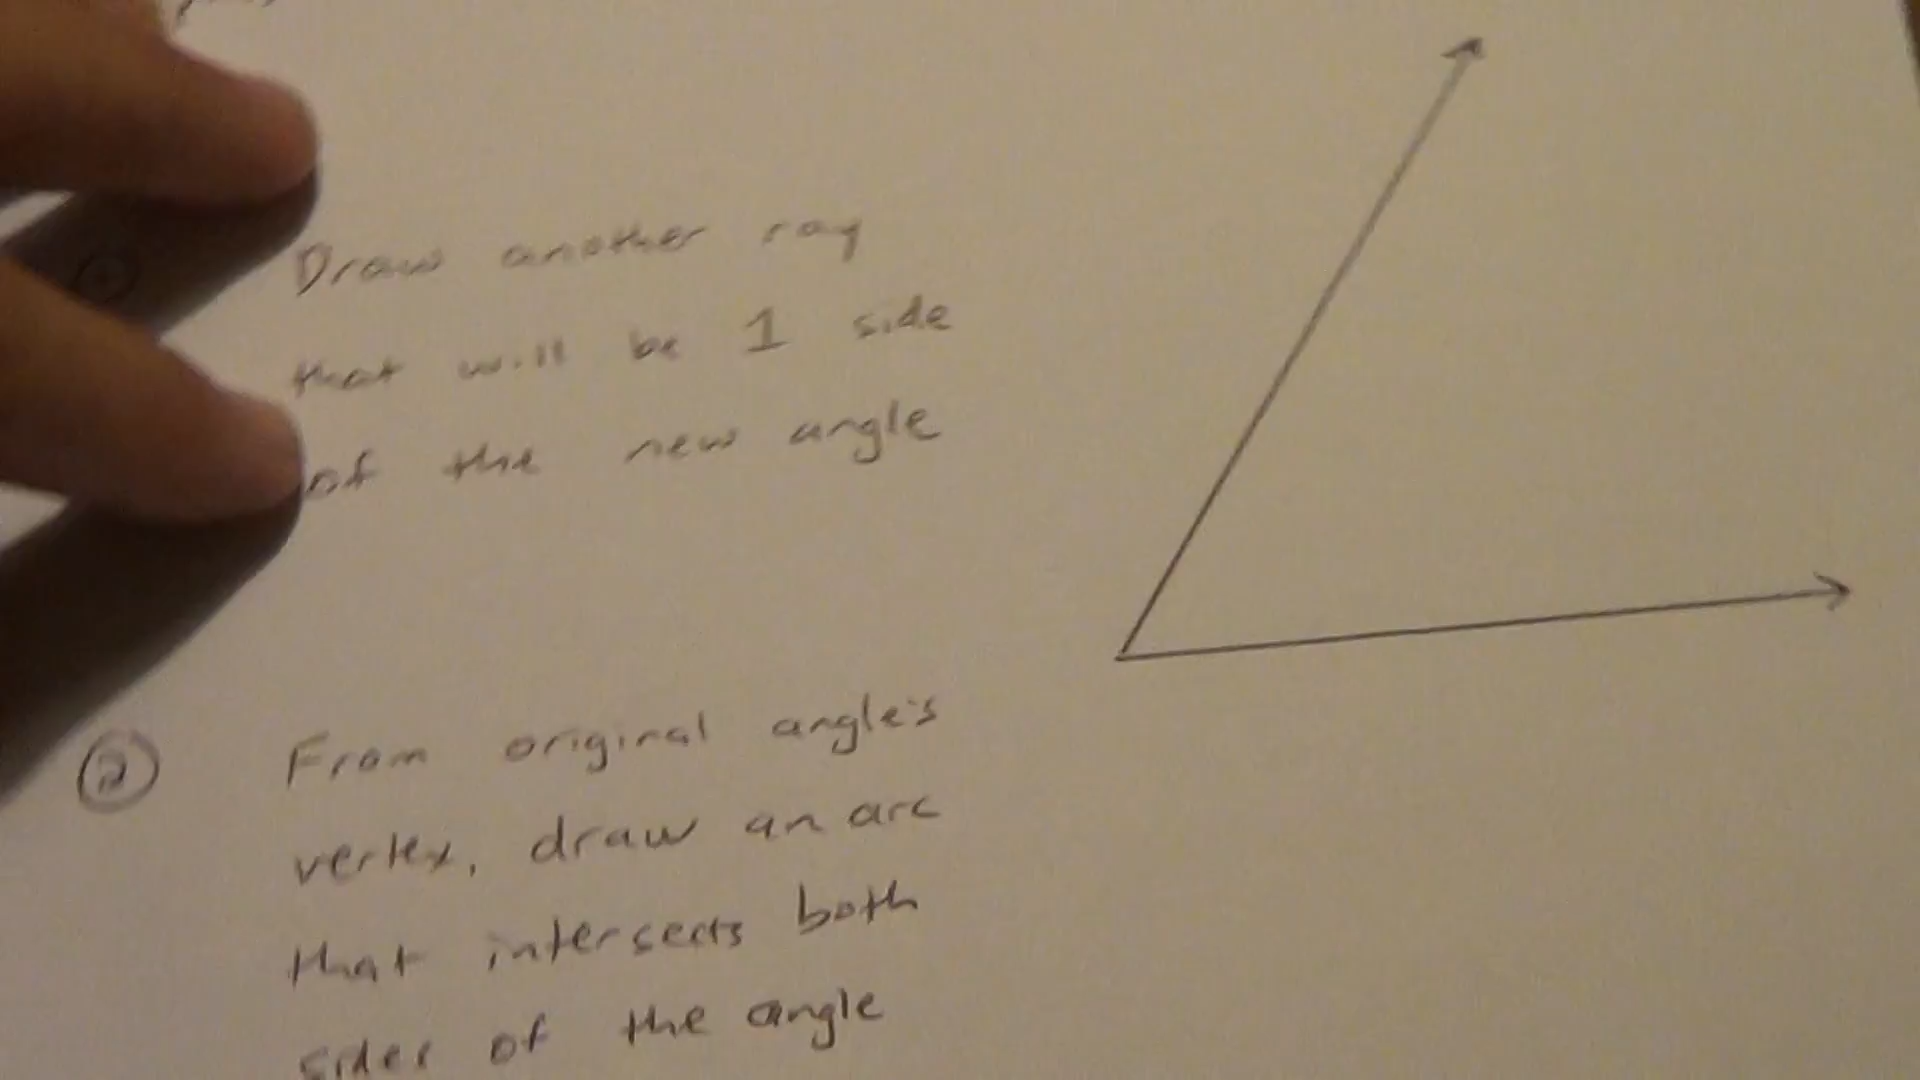 ①
Draw another ray
that will be 1 side
of the new angle
② From original angle's
vertex, draw an arc
that intersects both
sides of the angle